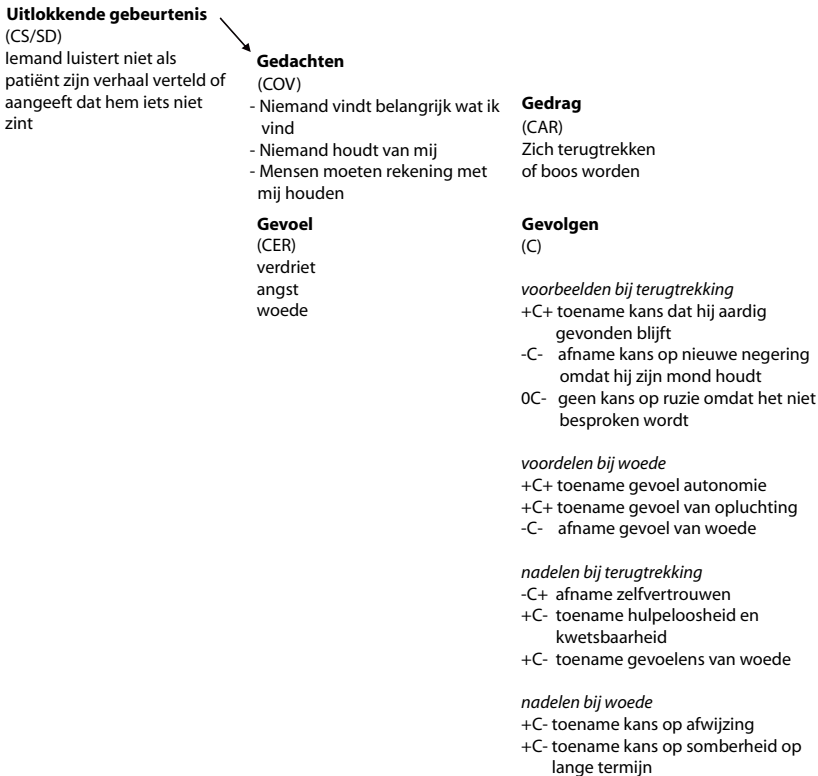 Uitlokkende gebeurtenis
(CS/SD)
Iemand luistert niet als
patiënt zijn verhaal verteld of
aangeeft dat hem iets niet
zint
Gedachten
(COV)
- Niemand vindt belangrijk wat ik
vind
- Niemand houdt van mij
- Mensen moeten rekening met
mij houden
Gevoel
(CER)
verdriet
angst
woede
Gedrag
(CAR)
Zich terugtrekken
of boos worden
Gevolgen
(C)
voorbeelden bij terugtrekking
+C+ toename kans dat hij aardig
gevonden blijft
-C- afname kans op nieuwe negering
omdat hij zijn mond houdt
0C- geen kans op ruzie omdat het niet
besproken wordt
voordelen bij woede
+C+ toename gevoel autonomie
+C+ toename gevoel van opluchting
-C- afname gevoel van woede
nadelen bij terugtrekking
-C+ afname zelfvertrouwen
+C- toename hulpeloosheid en
kwetsbaarheid
+C- toename gevoelens van woede
nadelen bij woede
+C- toename kans op afwijzing
+C- toename kans op somberheid op
lange termijn